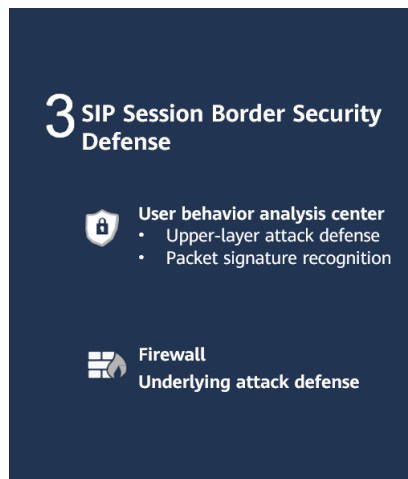 3 SIP Session Border Security
Defense
User behavior analysis center
• Upper-layer attack defense
• Packet signature recognition
Firewall
Underlying attack defense